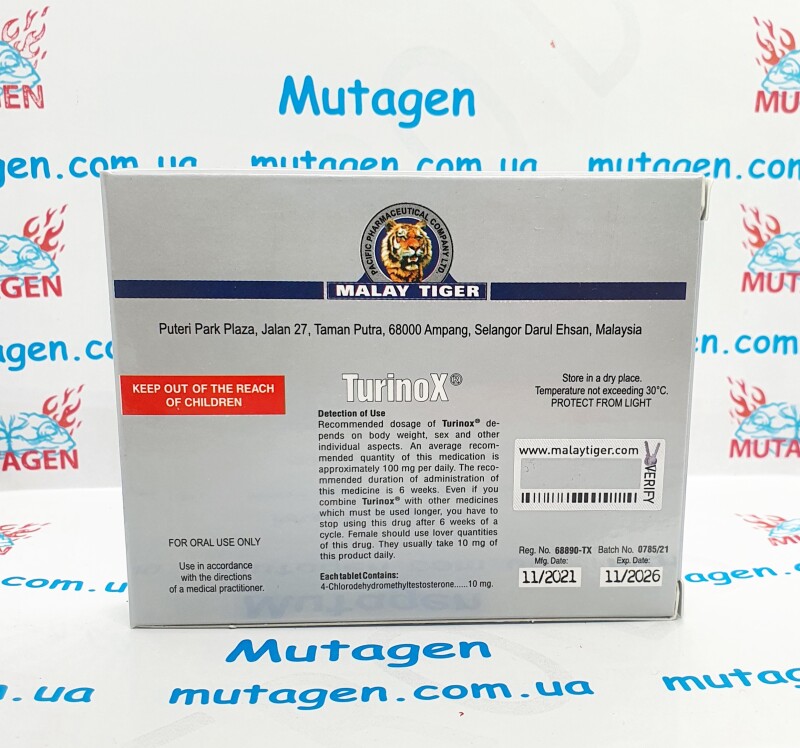 Mutagen
EN
MU
agen.com.ua
mutagen.com.ua
mutagen
PACIFIC PHARMACEUTICAL COMPANY LTD.
MALAY TIGER
Puteri Park Plaza, Jalan 27, Taman Putra, 68000 Ampang, Selangor Darul Ehsan, Malaysia
TAGEN
MUTAGEN
KEEP OUT OF THE REACH
OF CHILDREN
TurinoX®
Store in a dry place.
Temperature not exceeding 30°C.
PROTECT FROM LIGHT
Detection of Use
Recommended dosage of Turinox® de-
pends on body weight, sex and other
individual aspects. An average recom-
mended quantity of this medication is
approximately 100 mg per daily. The reco-
mmended duration of administration of
this medicine is 6 weeks. Even if you
combine Turinox® with other medicines
which must be used longer, you have to
stop using this drug after 6 weeks of a
cycle. Female should use lover quantities
of this drug. They usually take 10 mg of
this product daily.
Each tablet Contains:
4-Chlorodehydromethyltestosterone......10 mg.
www.malaytiger.com
VERIFY
FOR ORAL USE ONLY
Use in accordance
with the directions
of a medical practitioner.
Reg. No. 68890-TX Batch No. 0785/21
Mfg. Date: Exp. Date:
11/2021 11/2026
UTAGEN
MUTAGEN
Mutagen
n.com.ua
mutagen.com.ua
mutagen